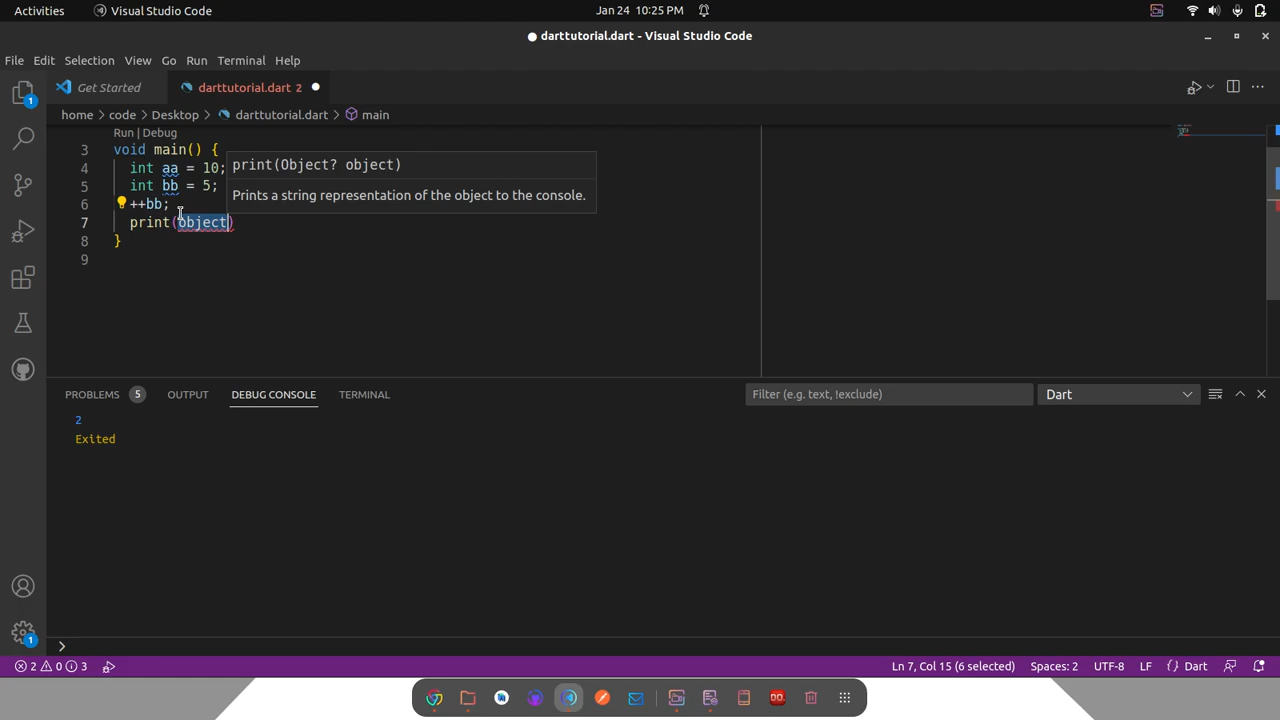 Activities Visual Studio Code Jan 24 10:25 PM
darttutorial.dart - Visual Studio Code
File Edit Selection View Go Run Terminal Help
1 Get Started darttutorial.dart 2
home > code > Desktop > darttutorial.dart > main
Run | Debug
3 void main() {
4 int aa = 10;
5 int bb = 5;
6 ++bb;
7 print(object)
8 }
9
print(Object? object)
Prints a string representation of the object to the console.
PROBLEMS 5 OUTPUT DEBUG CONSOLE TERMINAL Filter (e.g. text, !exclude) Dart
2
Exited
1
2 0 3 Ln 7, Col 15 (6 selected) Spaces: 2 UTF-8 LF {} Dart